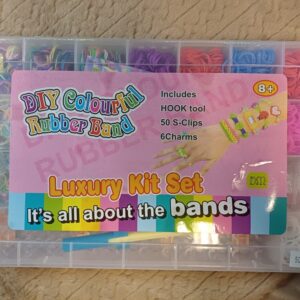 DIY Colourful
Rubber Band
Includes
HOOK tool
50 S-Clips
6Charms
8+
Luxury Kit Set
It's all about the bands